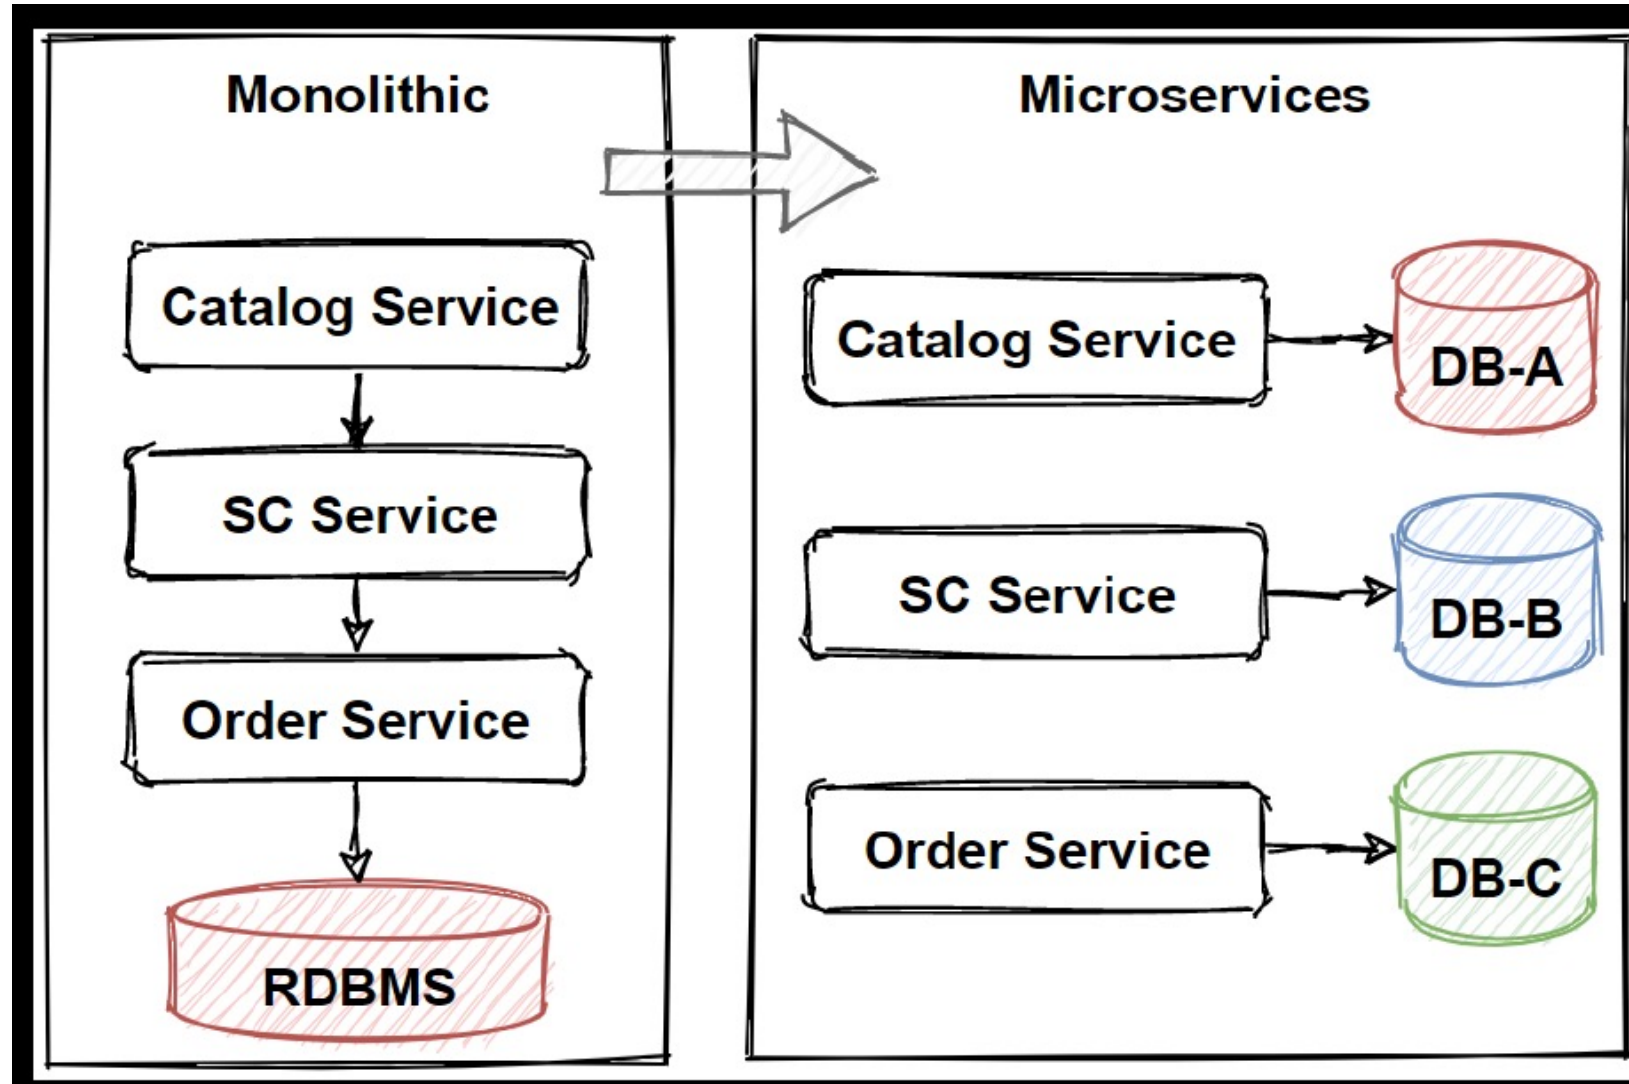 Monolithic
Catalog Service
SC Service
Order Service
RDBMS
Microservices
Catalog Service
DB-A
SC Service
DB-B
Order Service
DB-C